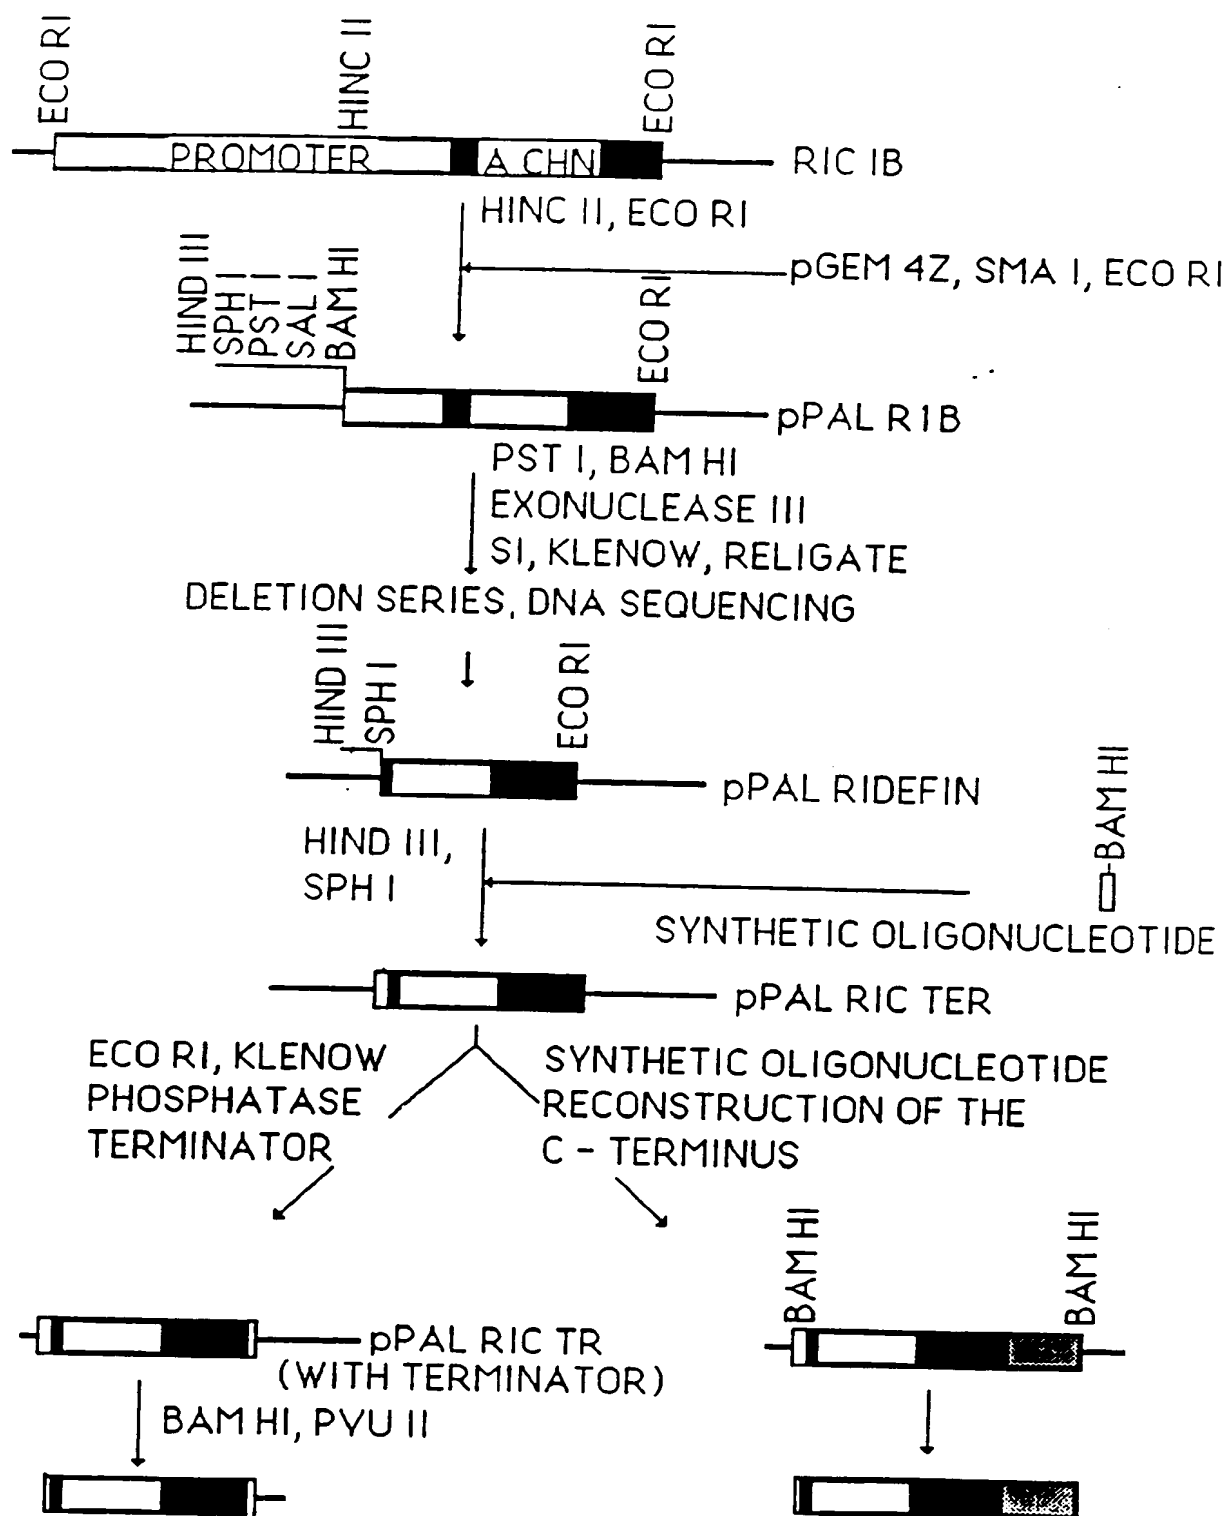 ECO RI
HINC II
ECO RI
PROMOTER
A CHN
RIC IB
HINC II, ECO RI
pGEM 4Z, SMA I, ECO RI
HIND III
SPH I
PST I
SAL I
BAM HI
ECO RI
pPAL R1B
PST I, BAM HI
EXONUCLEASE III
SI, KLENOW, RELIGATE
DELETION SERIES, DNA SEQUENCING
HIND III
SPH I
ECO RI
pPAL RIDEFIN
HIND III,
SPH I
BAM HI
SYNTHETIC OLIGONUCLEOTIDE
pPAL RIC TER
ECO RI, KLENOW
PHOSPHATASE
TERMINATOR
SYNTHETIC OLIGONUCLEOTIDE
RECONSTRUCTION OF THE
C - TERMINUS
BAM HI
BAM HI
pPAL RIC TR
(WITH TERMINATOR)
BAM HI, PVU II